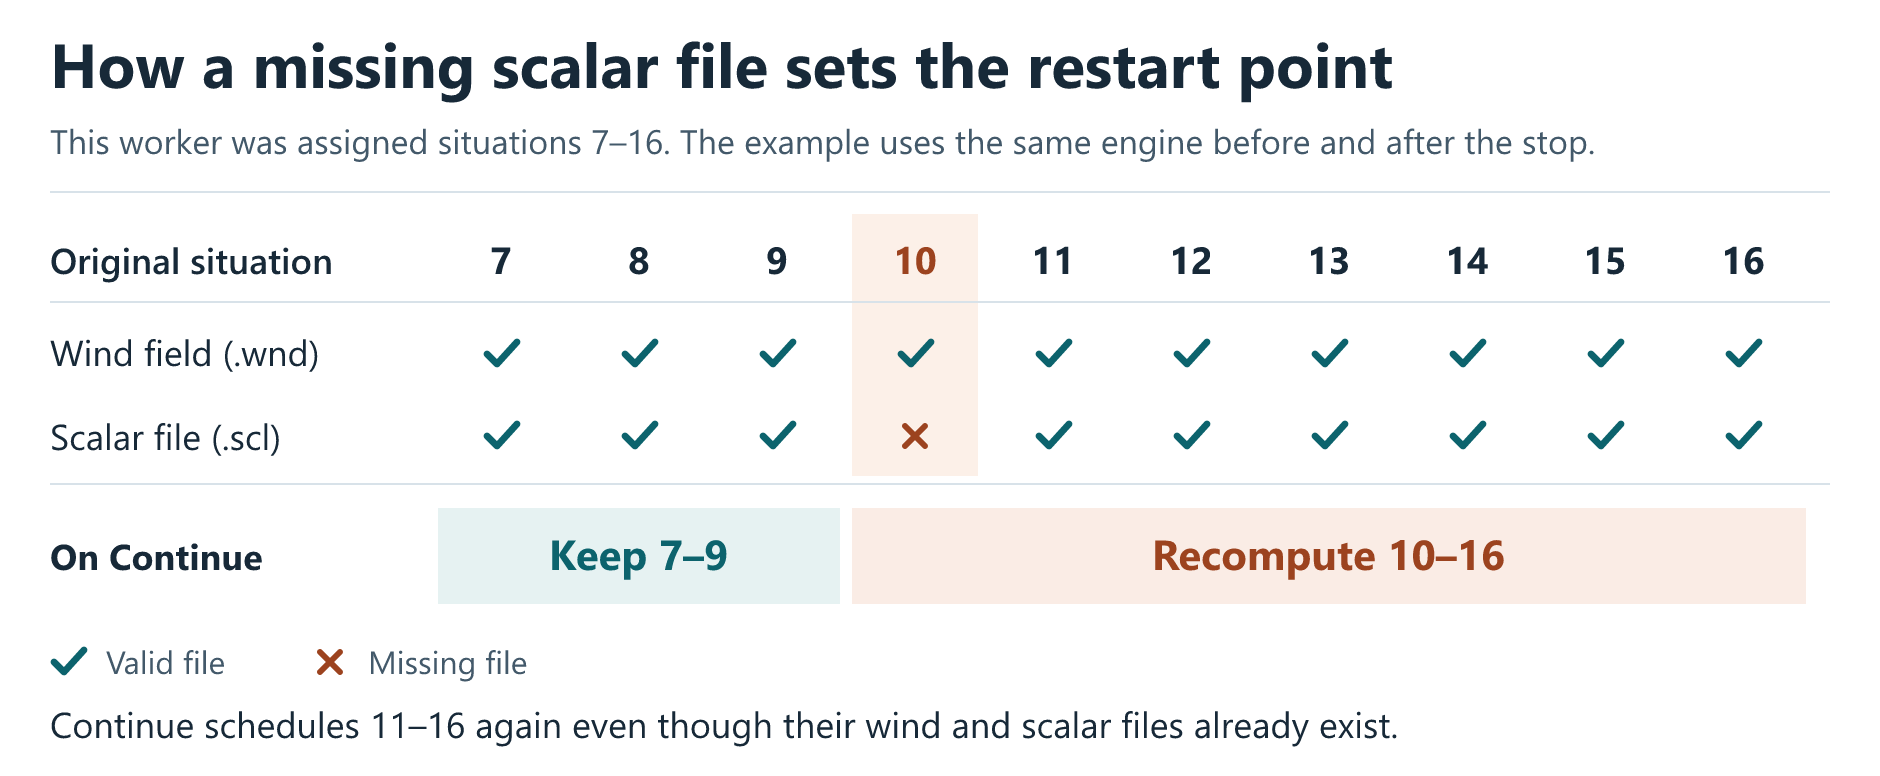 How a missing scalar file sets the restart point
This worker was assigned situations 7–16. The example uses the same engine before and after the stop.
Original situation 7 8 9 10 11 12 13 14 15 16
Wind field (.wnd)
Scalar file (.scl)
On Continue Keep 7–9 Recompute 10–16
Valid file Missing file
Continue schedules 11–16 again even though their wind and scalar files already exist.